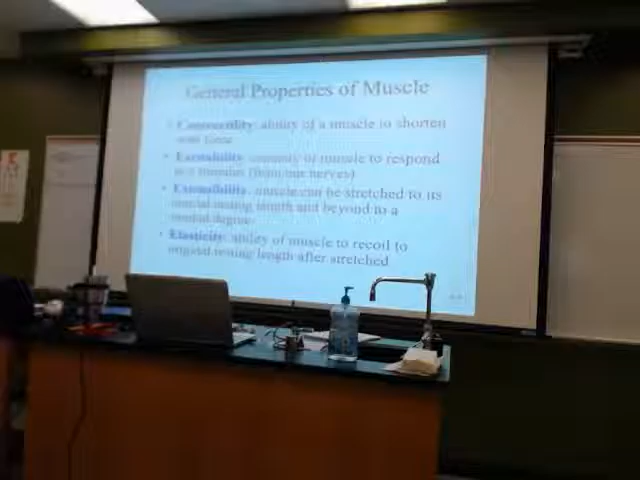 General Properties of Muscle
• Contractility: ability of a muscle to shorten
with force
• Excitability: capacity of muscle to respond
to a stimulus (from our nerves)
• Extensibility: muscle can be stretched to its
normal resting length and beyond to a
limited degree
• Elasticity: ability of muscle to recoil to
original resting length after stretched